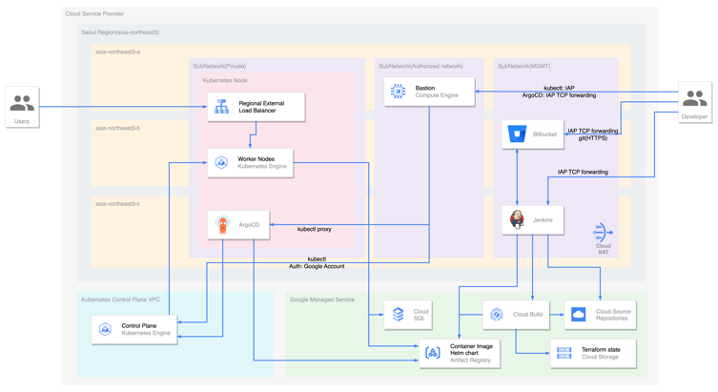 Cloud Service Provider
Seoul Region(asia-northeast3)
asia-northeast3-a
SubNetwork(Private)
SubNetwork(Authorized network)
SubNetwork(MGMT)
Kubernetes Node
Regional External
Load Balancer
Bastion
Compute Engine
kubectl: IAP
ArgoCD: IAP TCP forwarding
Users
Developer
asia-northeast3-b
Bitbucket
IAP TCP forwarding
git(HTTPS)
Worker Nodes
Kubernetes Engine
IAP TCP forwarding
asia-northeast3-c
ArgoCD
kubectl proxy
Jenkins
Cloud
NAT
kubectl
Auth: Google Account
Kubernetes Control Plane VPC
Google Managed Service
Control Plane
Kubernetes Engine
Cloud
SQL
Cloud Build
Cloud Source
Repositories
Container Image
Helm chart
Artifact Registry
Terraform state
Cloud Storage